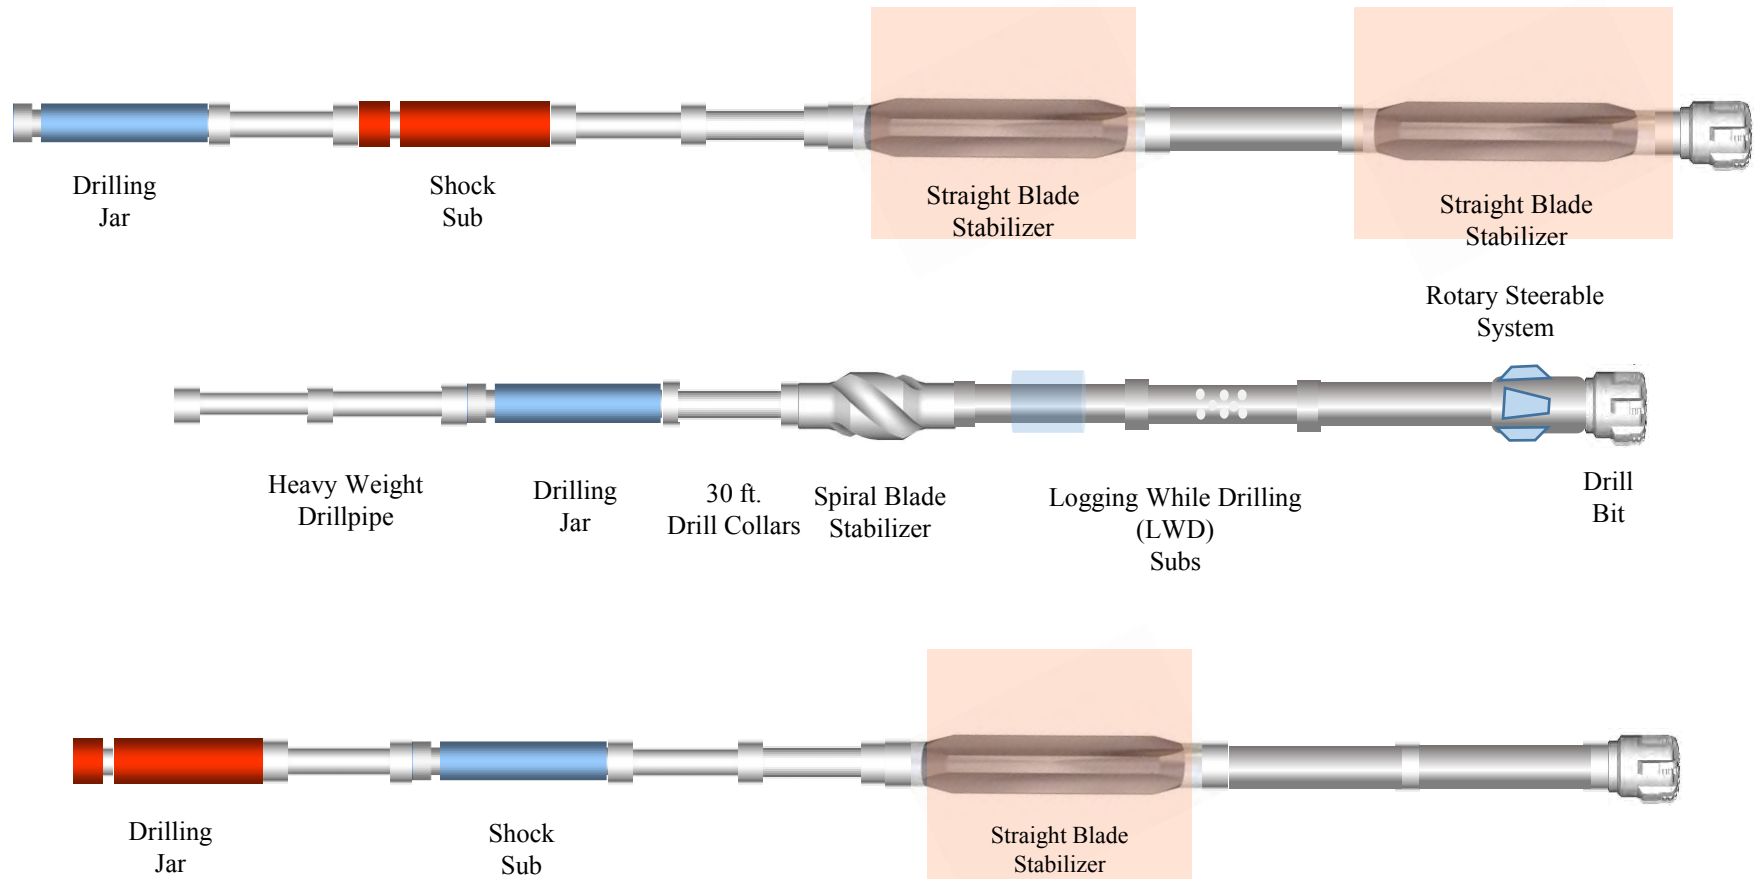 Drilling
Jar
Shock
Sub
Straight Blade
Stabilizer
Straight Blade
Stabilizer
Rotary Steerable
System
Heavy Weight
Drillpipe
Drilling
Jar
30 ft.
Drill Collars
Spiral Blade
Stabilizer
Logging While Drilling
(LWD)
Subs
Drill
Bit
Drilling
Jar
Shock
Sub
Straight Blade
Stabilizer